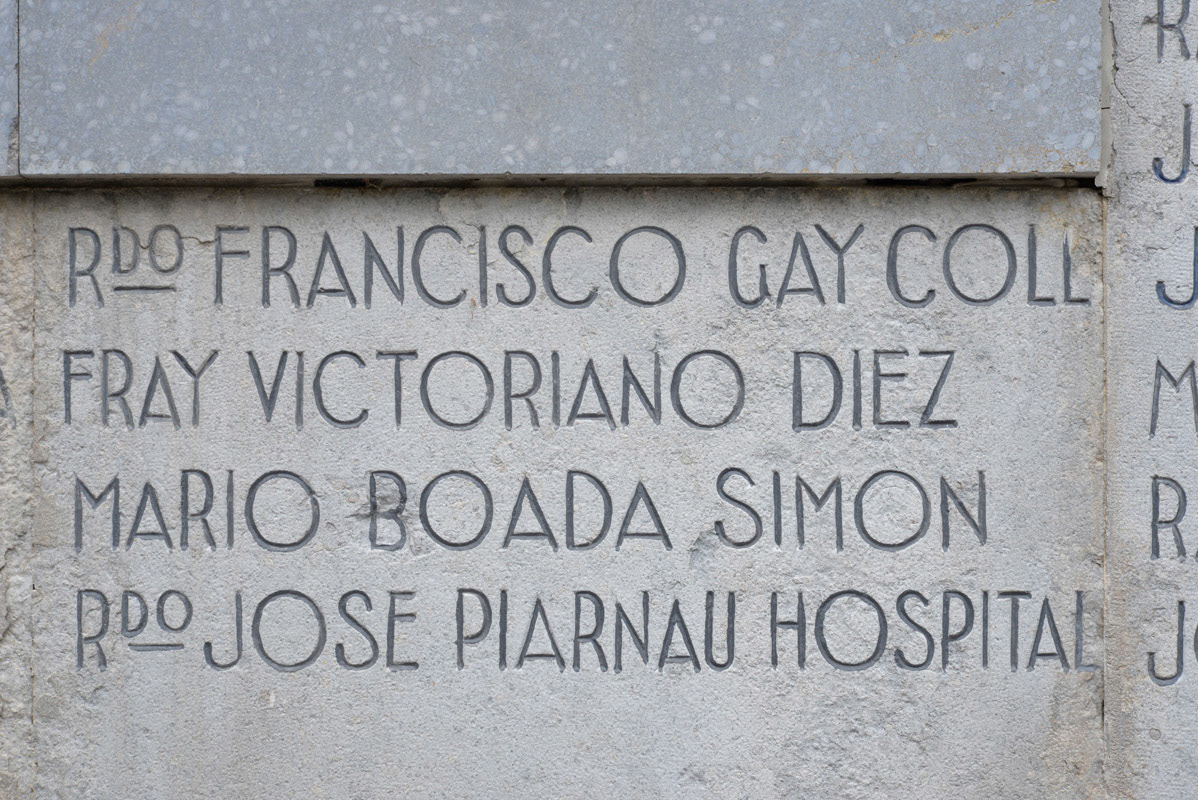 RDO FRANCISCO GAY COLL
FRAY VICTORIANO DIEZ
MARIO BOADA SIMON
RDO JOSE PIARNAU HOSPITAL